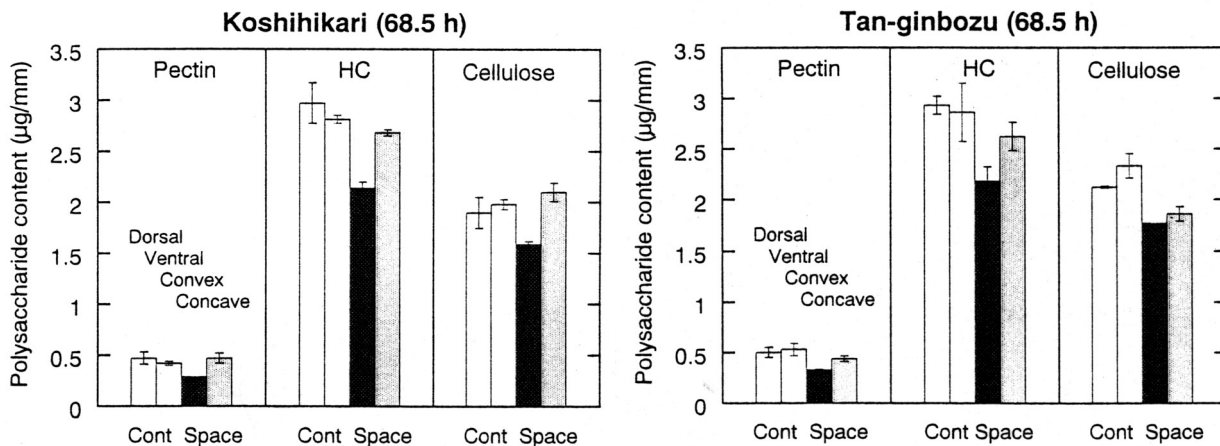 Koshihikari (68.5 h)
Polysaccharide content (µg/mm)
3.5
3
2.5
2
1.5
1
0.5
0
Pectin
HC
Cellulose
Dorsal
Ventral
Convex
Concave
Cont Space
Cont Space
Cont Space
Tan-ginbozu (68.5 h)
Polysaccharide content (µg/mm)
3.5
3
2.5
2
1.5
1
0.5
0
Pectin
HC
Cellulose
Dorsal
Ventral
Convex
Concave
Cont Space
Cont Space
Cont Space